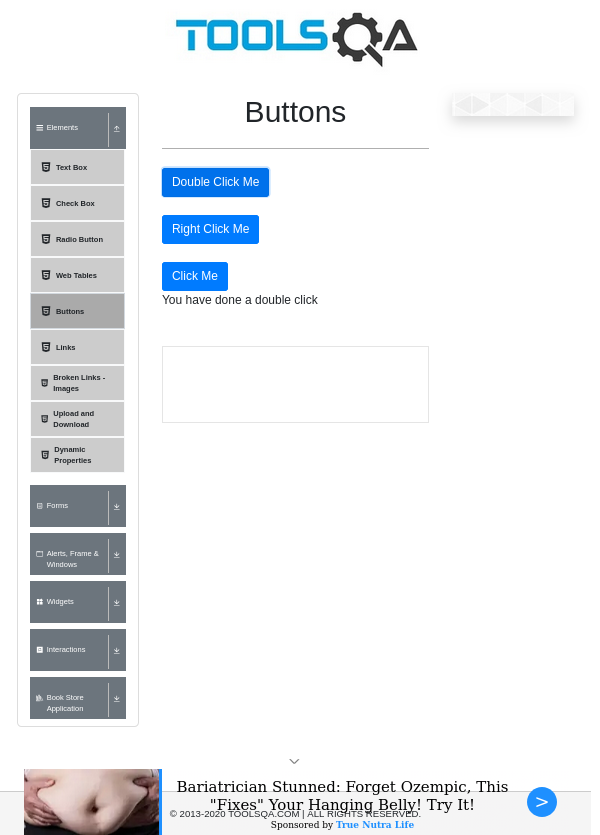 TOOLSQA
Buttons
Elements
Text Box
Check Box
Radio Button
Web Tables
Buttons
Links
Broken Links -
Images
Upload and
Download
Dynamic
Properties
Forms
Alerts, Frame &
Windows
Widgets
Interactions
Book Store
Application
Double Click Me
Right Click Me
Click Me
You have done a double click
Bariatrician Stunned: Forget Ozempic, This
"Fixes" Your Hanging Belly! Try It!
© 2013-2020 TOOLSQA.COM | ALL RIGHTS RESERVED.
Sponsored by True Nutra Life